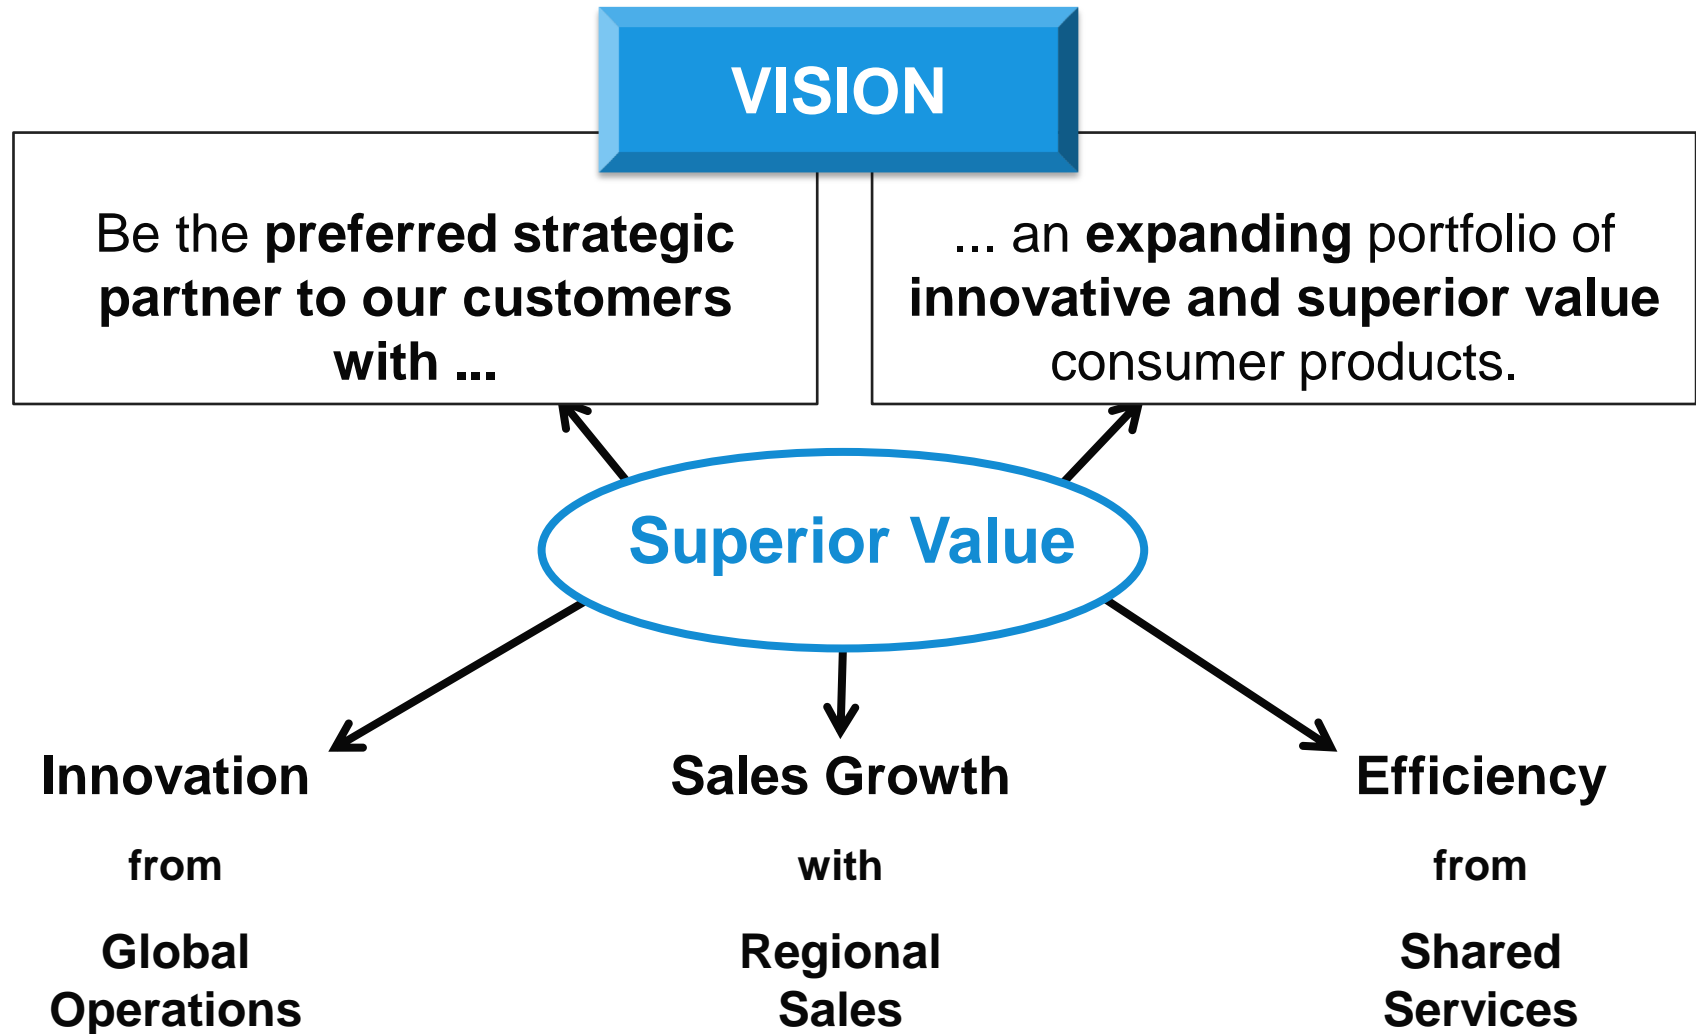 VISION
Be the preferred strategic
partner to our customers
with ...
... an expanding portfolio of
innovative and superior value
consumer products.
Superior Value
Innovation
from
Global
Operations
Sales Growth
with
Regional
Sales
Efficiency
from
Shared
Services